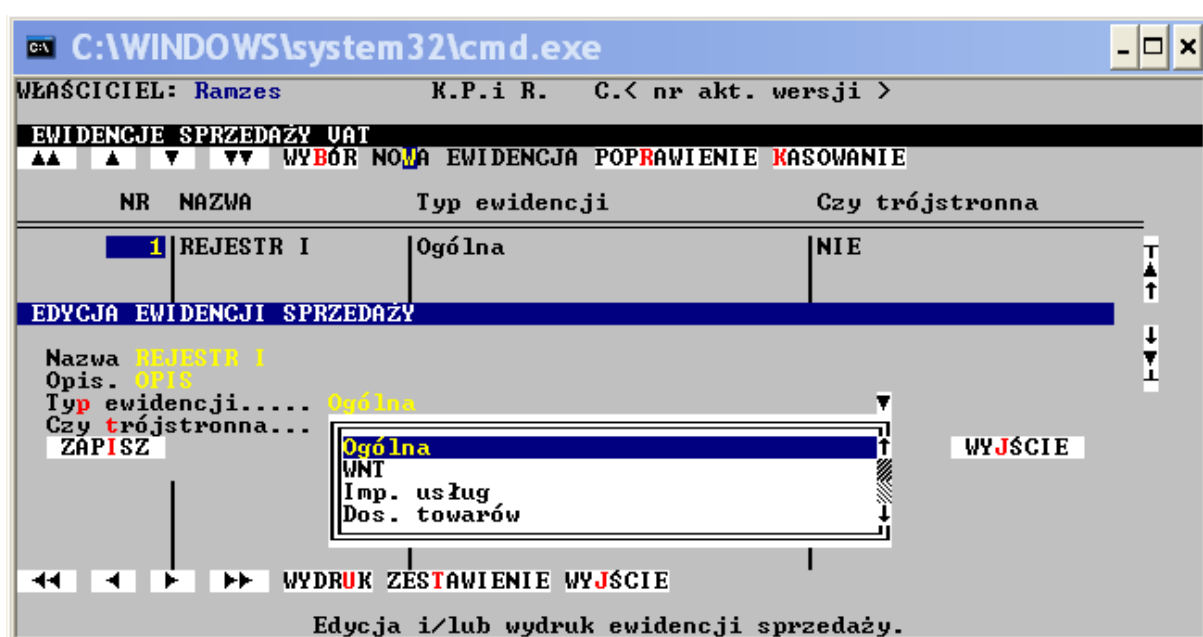 C:\WINDOWS\system32\cmd.exe
WŁAŚCICIEL: Ramzes K.P.i R. C.< nr akt. wersji >
EWIDENCJE SPRZEDAŻY VAT
WYBÓR NOWA EWIDENCJA POPRAWIENIE KASOWANIE
NR NAZWA Typ ewidencji Czy trójstronna
1 REJESTR I Ogólna NIE
EDYCJA EWIDENCJI SPRZEDAŻY
Nazwa REJESTR I
Opis. OPIS
Typ ewidencji..... Ogólna
Czy trójstronna...
ZAPISZ Ogólna WYJŚCIE
WNT
Imp. usług
Dos. towarów
WYDRUK ZESTAWIENIE WYJŚCIE
Edycja i/lub wydruk ewidencji sprzedaży.